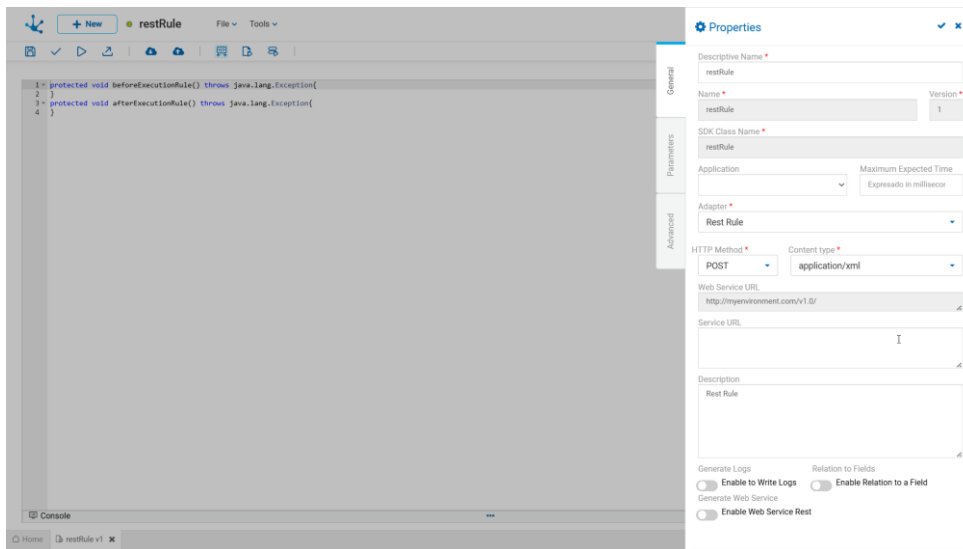 + New
restRule
File
Tools
1 protected void beforeExecutionRule() throws java.lang.Exception{
2 }
3 protected void afterExecutionRule() throws java.lang.Exception{
4 }
Console
Home
restRule v1
General
Parameters
Advanced
Properties
Descriptive Name *
restRule
Name * Version *
restRule 1
SDK Class Name *
restRule
Application Maximum Expected Time
Expresado in millisecor
Adapter *
Rest Rule
HTTP Method * Content type *
POST application/xml
Web Service URL
http://myenvironment.com/v1.0/
Service URL
Description
Rest Rule
Generate Logs Relation to Fields
Enable to Write Logs Enable Relation to a Field
Generate Web Service
Enable Web Service Rest